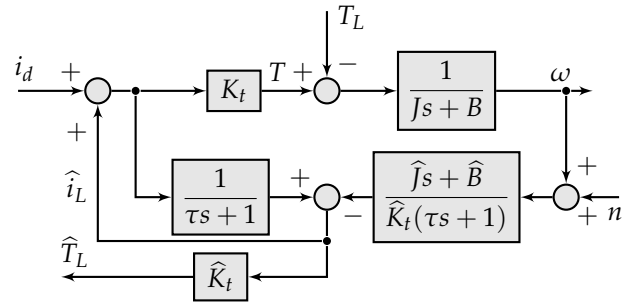 T_L
i_d + K_t T + − 1 / (Js + B) ω
+
î_L 1 / (τs + 1) + − (Ĵs + B̂) / (K̂_t(τs + 1)) + + n
T̂_L K̂_t